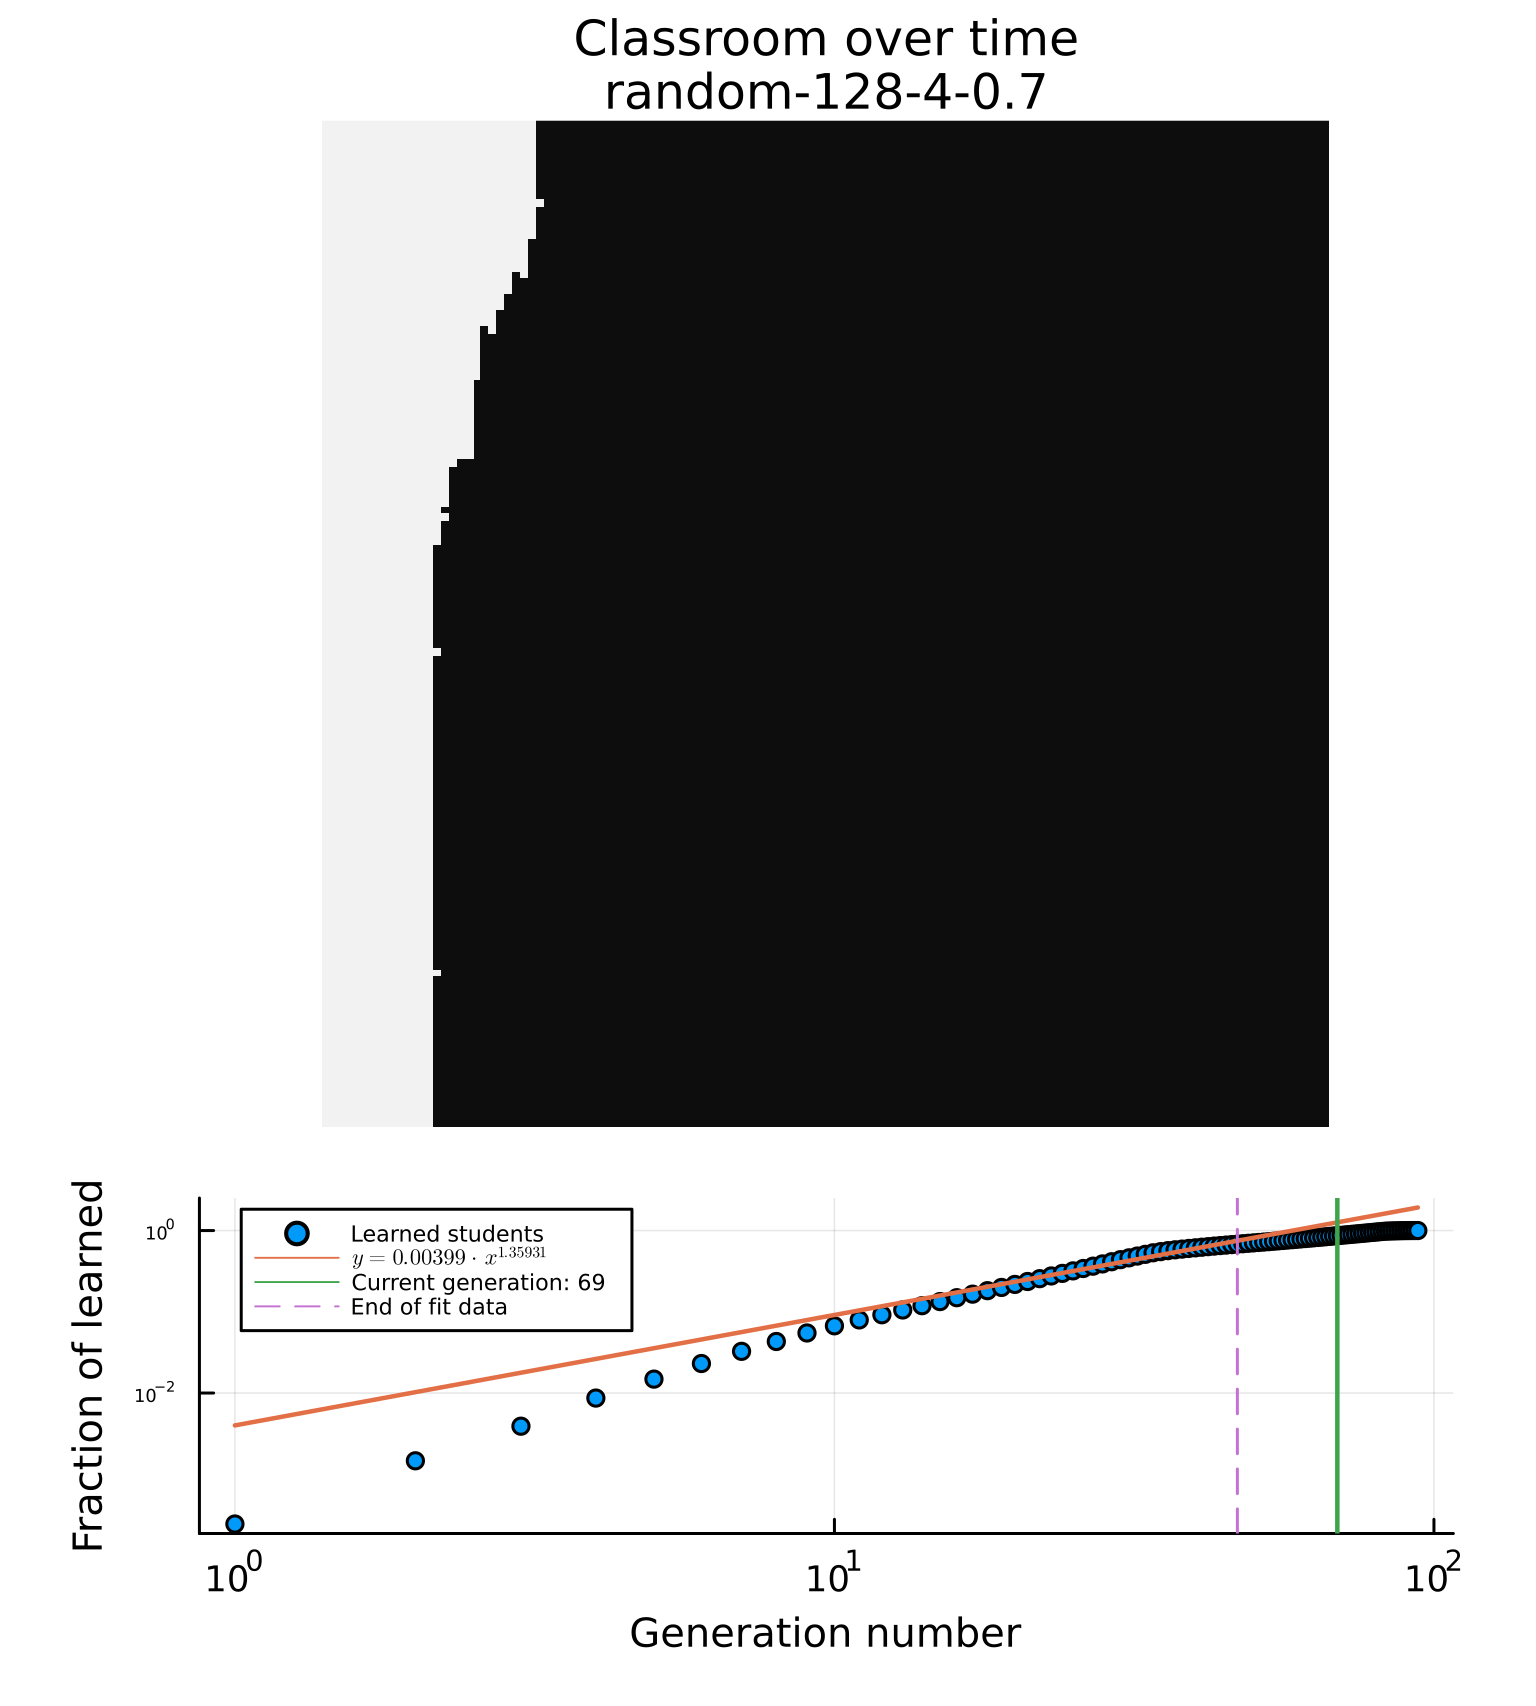 Classroom over time
random-128-4-0.7
Fraction of learned
10⁰
10⁻²
Learned students
y = 0.00399 · x^1.35931
Current generation: 69
End of fit data
10⁰ 10¹ 10²
Generation number